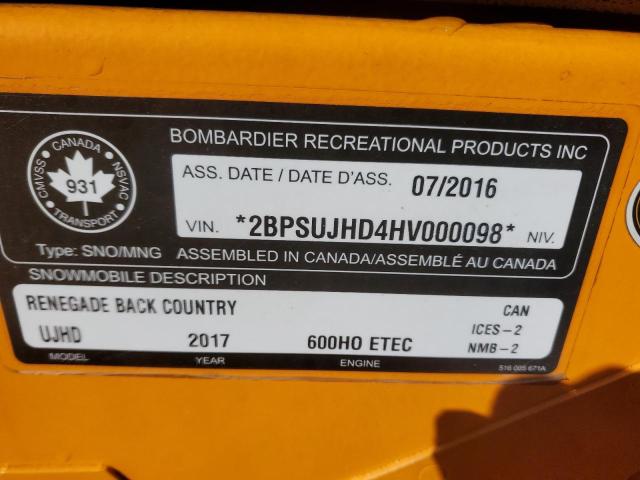 BOMBARDIER RECREATIONAL PRODUCTS INC
CMVSS · CANADA · NSVAC
931
TRANSPORT
ASS. DATE / DATE D'ASS. 07/2016
VIN. *2BPSUJHD4HV000098* NIV.
Type: SNO/MNG ASSEMBLED IN CANADA/ASSEMBLÉ AU CANADA
SNOWMOBILE DESCRIPTION
RENEGADE BACK COUNTRY CAN
ICES-2
UJHD 2017 600HO ETEC NMB-2
MODEL YEAR ENGINE 516 005 671A